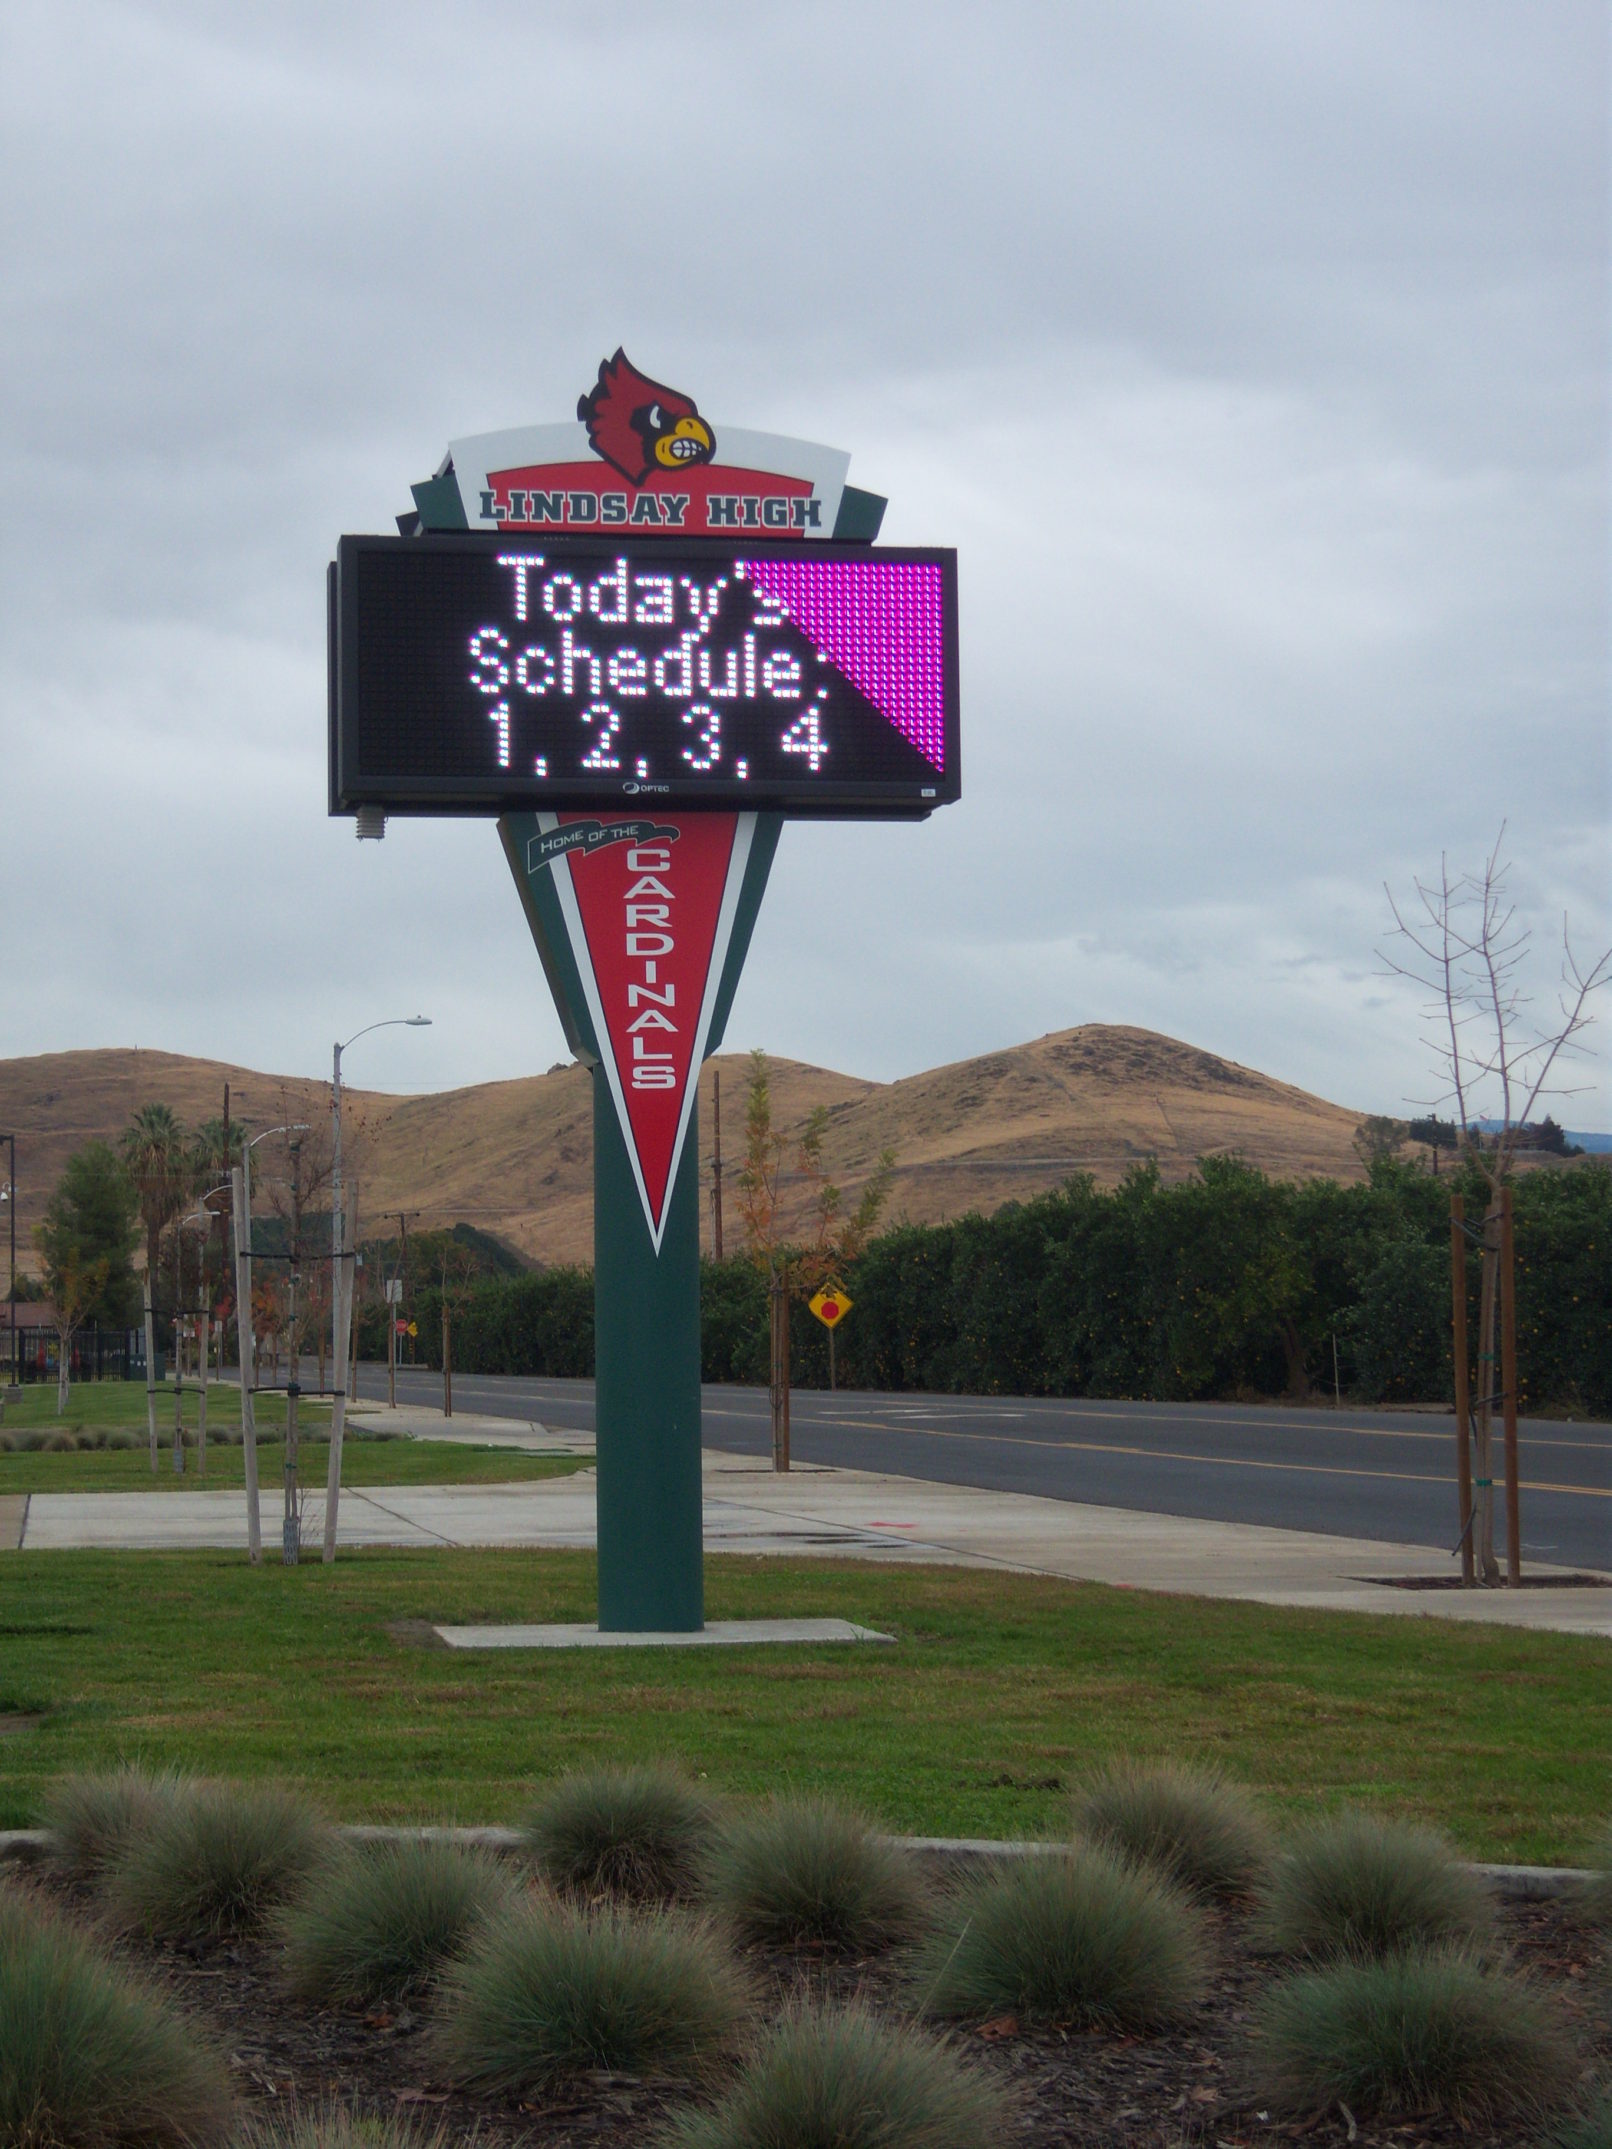 LINDSAY HIGH
Today's
Schedule:
1, 2, 3, 4
OPTEC
HOME OF THE
CARDINALS